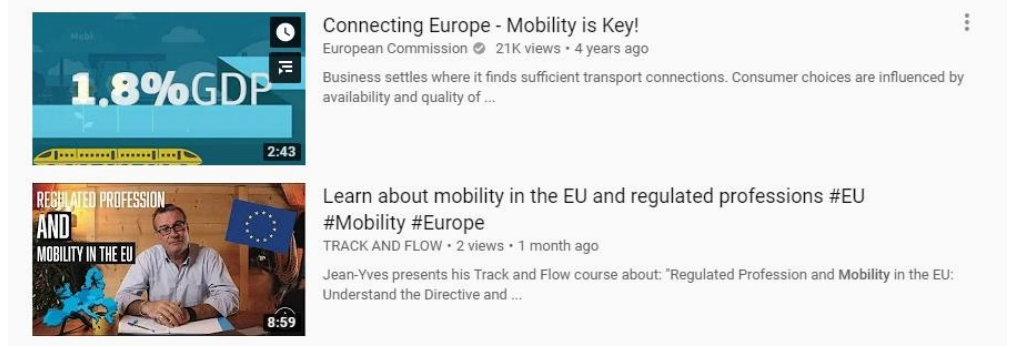 1.8%GDP
2:43
Connecting Europe - Mobility is Key!
European Commission 21K views • 4 years ago
Business settles where it finds sufficient transport connections. Consumer choices are influenced by
availability and quality of ...
REGULATED PROFESSION
AND
MOBILITY IN THE EU
8:59
Learn about mobility in the EU and regulated professions #EU
#Mobility #Europe
TRACK AND FLOW • 2 views • 1 month ago
Jean-Yves presents his Track and Flow course about: "Regulated Profession and Mobility in the EU:
Understand the Directive and ...